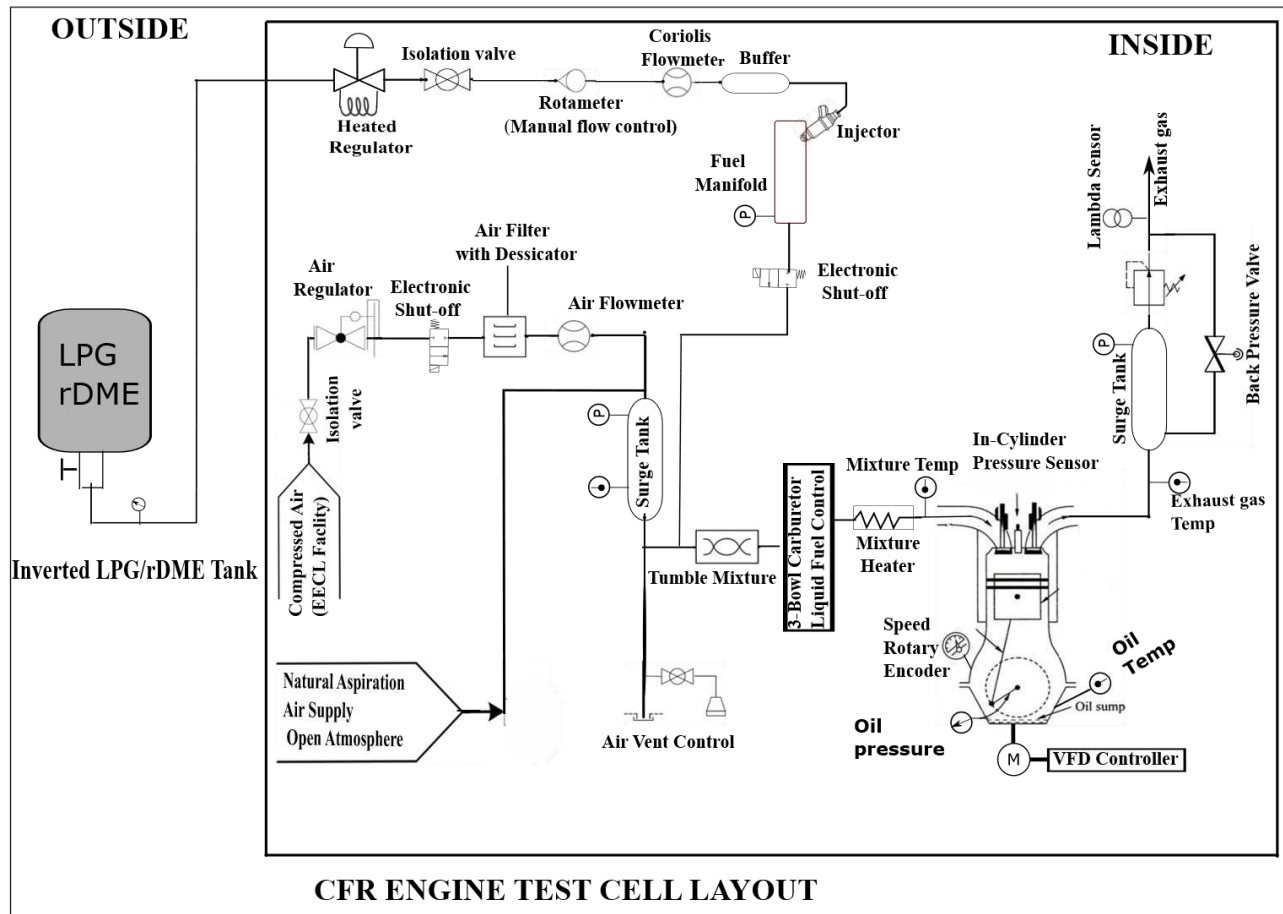 OUTSIDE
INSIDE
Isolation valve
Coriolis
Flowmeter
Buffer
Rotameter
(Manual flow control)
Heated
Regulator
Injector
Fuel
Manifold
P
Electronic
Shut-off
Air Filter
with Dessicator
Air
Regulator
Electronic
Shut-off
Air Flowmeter
Isolation
valve
LPG
rDME
Inverted LPG/rDME Tank
Compressed Air
(EECL Faclity)
P
Surge Tank
Natural Aspiration
Air Supply
Open Atmosphere
Air Vent Control
Tumble Mixture
3-Bowl Carburetor
Liquid Fuel Control
Mixture Temp
Mixture
Heater
In-Cylinder
Pressure Sensor
Lambda Sensor
Exhaust gas
P
Surge Tank
Back Pressure Valve
Exhaust gas
Temp
Speed
Rotary
Encoder
Oil
Temp
Oil sump
Oil
pressure
M
VFD Controller
CFR ENGINE TEST CELL LAYOUT